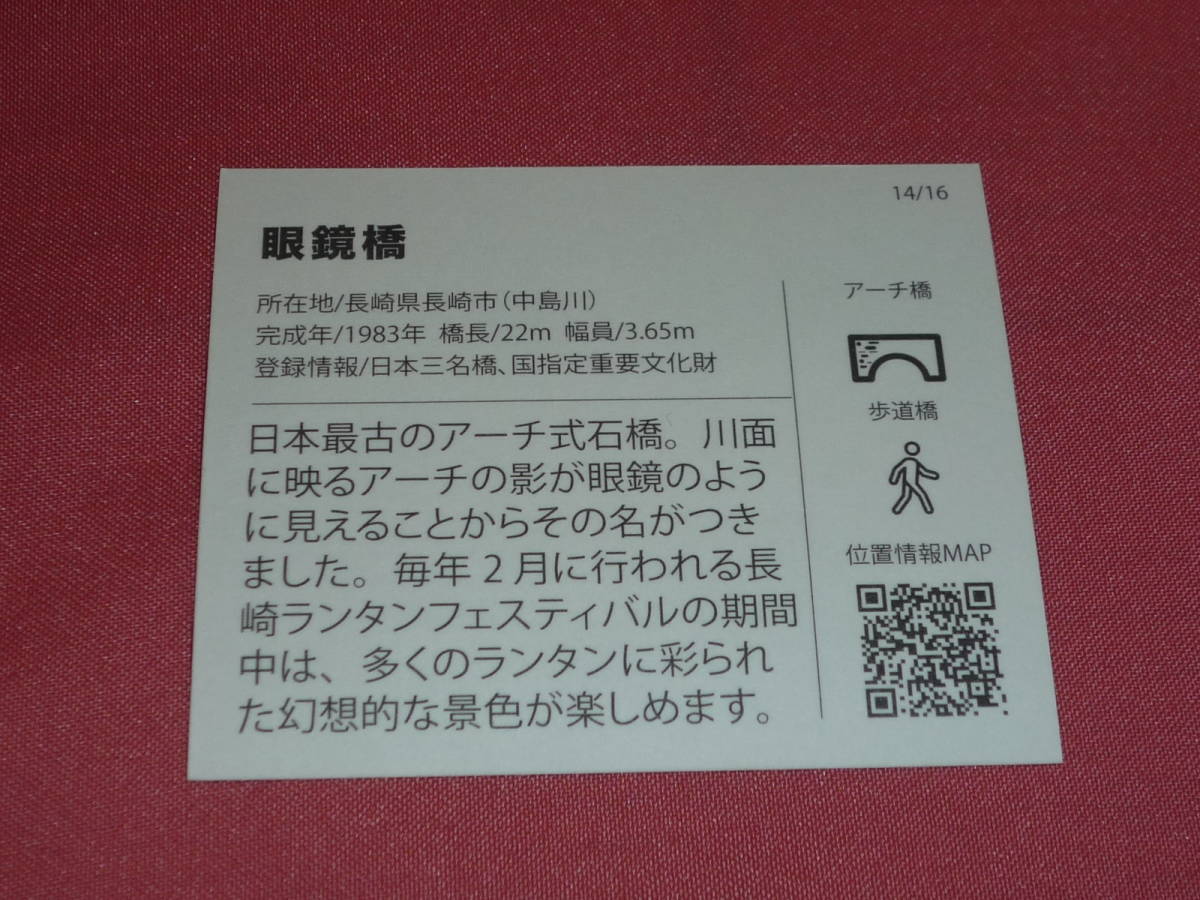 14/16
眼鏡橋
所在地/長崎県長崎市(中島川)
完成年/1983年 橋長/22m 幅員/3.65m
登録情報/日本三名橋、国指定重要文化財
日本最古のアーチ式石橋。川面
に映るアーチの影が眼鏡のよう
に見えることからその名がつき
ました。毎年2月に行われる長
崎ランタンフェスティバルの期間
中は、多くのランタンに彩られ
た幻想的な景色が楽しめます。
アーチ橋
歩道橋
位置情報MAP